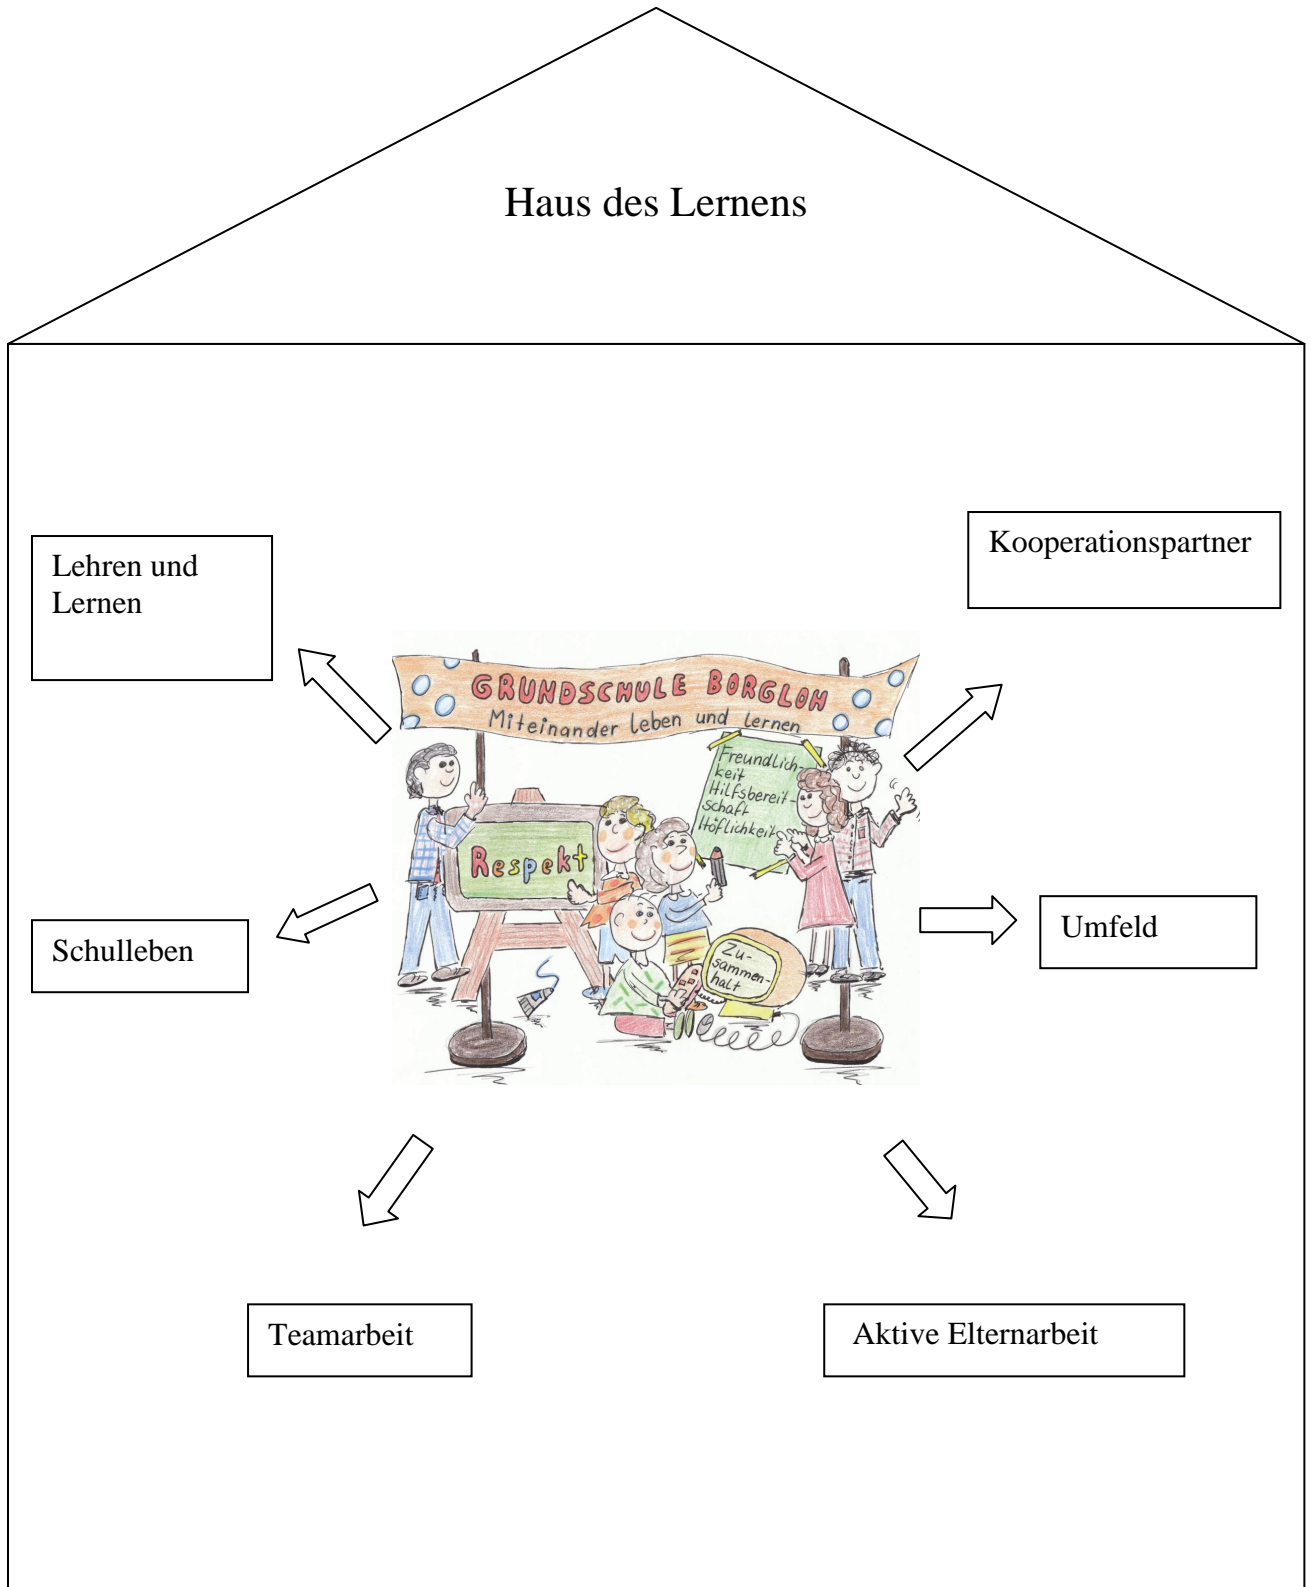 Haus des Lernens
Lehren und
Lernen
Kooperationspartner
GRUNDSCHULE BORGLOH
Miteinander leben und lernen
Freundlich-
keit
Hilfsbereit-
schaft
Höflichkeit
Respekt
Zu-
sammen-
halt
Schulleben
Umfeld
Teamarbeit
Aktive Elternarbeit